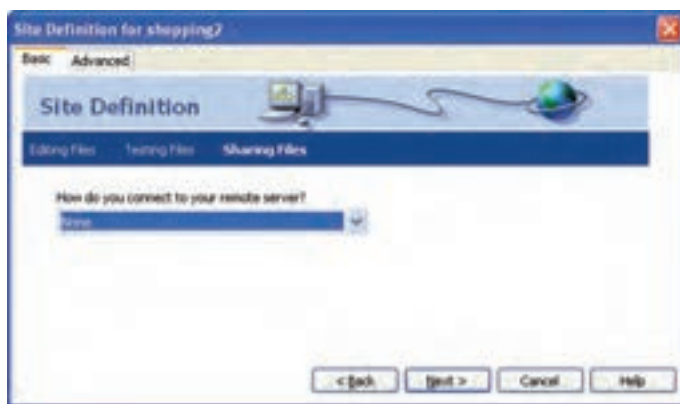 Site Definition for shopping2
Basic Advanced
Site Definition
Editing Files Testing Files Sharing Files
How do you connect to your remote server?
None
< Back Next > Cancel Help